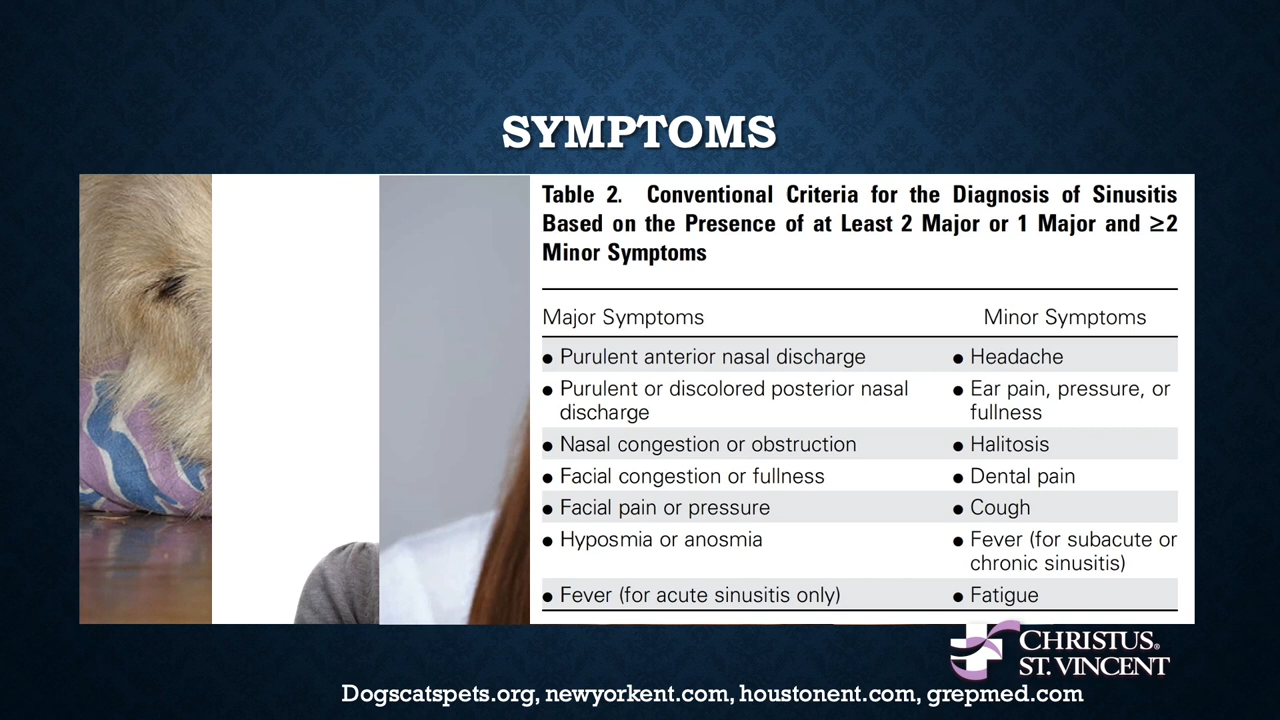 SYMPTOMS
Table 2. Conventional Criteria for the Diagnosis of Sinusitis
Based on the Presence of at Least 2 Major or 1 Major and ≥2
Minor Symptoms
Major Symptoms Minor Symptoms
● Purulent anterior nasal discharge ● Headache
● Purulent or discolored posterior nasal
discharge
● Ear pain, pressure, or
fullness
● Nasal congestion or obstruction ● Halitosis
● Facial congestion or fullness ● Dental pain
● Facial pain or pressure ● Cough
● Hyposmia or anosmia
● Fever (for subacute or
chronic sinusitis)
● Fever (for acute sinusitis only) ● Fatigue
CHRISTUS®
ST. VINCENT
Dogscatspets.org, newyorkent.com, houstonent.com, grepmed.com